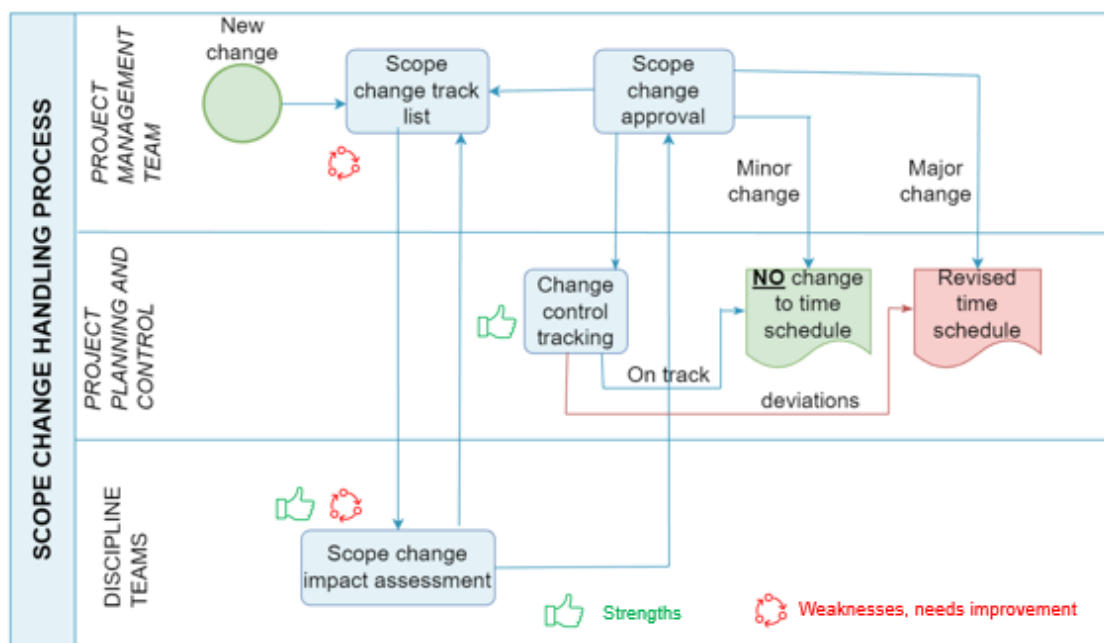 SCOPE CHANGE HANDLING PROCESS
PROJECT
MANAGEMENT
TEAM
New
change
Scope
change track
list
Scope
change
approval
Minor
change
Major
change
PROJECT
PLANNING AND
CONTROL
Change
control
tracking
NO change
to time
schedule
Revised
time
schedule
On track
deviations
DISCIPLINE
TEAMS
Scope change
impact assessment
Strengths
Weaknesses, needs improvement